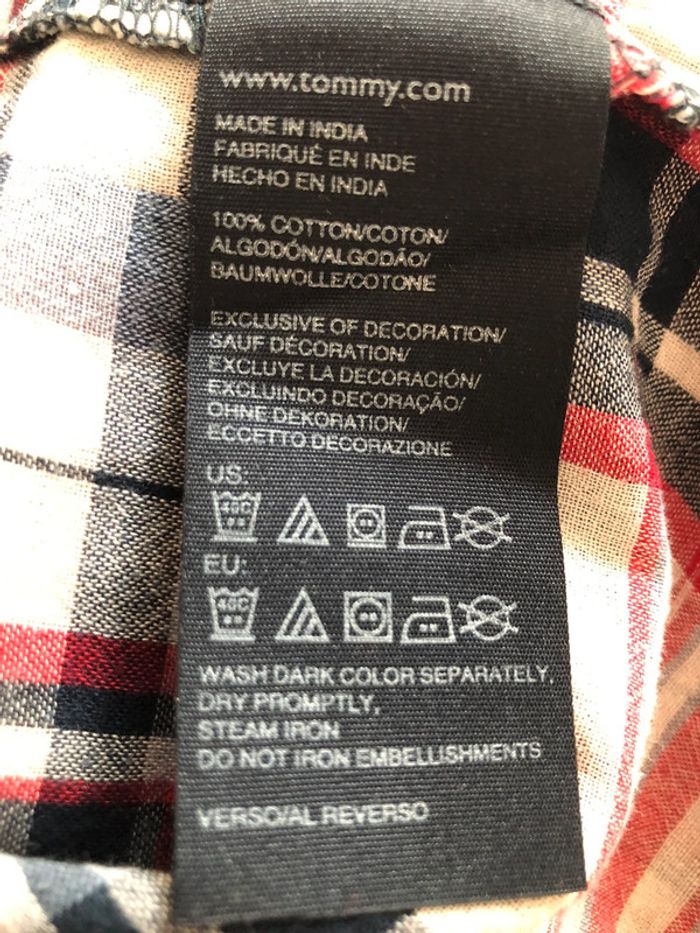 www.tommy.com
MADE IN INDIA
FABRIQUÉ EN INDE
HECHO EN INDIA
100% COTTON/COTON/
ALGODÓN/ALGODÃO/
BAUMWOLLE/COTONE
EXCLUSIVE OF DECORATION/
SAUF DÉCORATION/
EXCLUYE LA DECORACIÓN/
EXCLUINDO DECORAÇÃO/
OHNE DEKORATION/
ECCETTO DECORAZIONE
US:
40C
EU:
40C
WASH DARK COLOR SEPARATELY,
DRY PROMPTLY,
STEAM IRON
DO NOT IRON EMBELLISHMENTS
VERSO/AL REVERSO